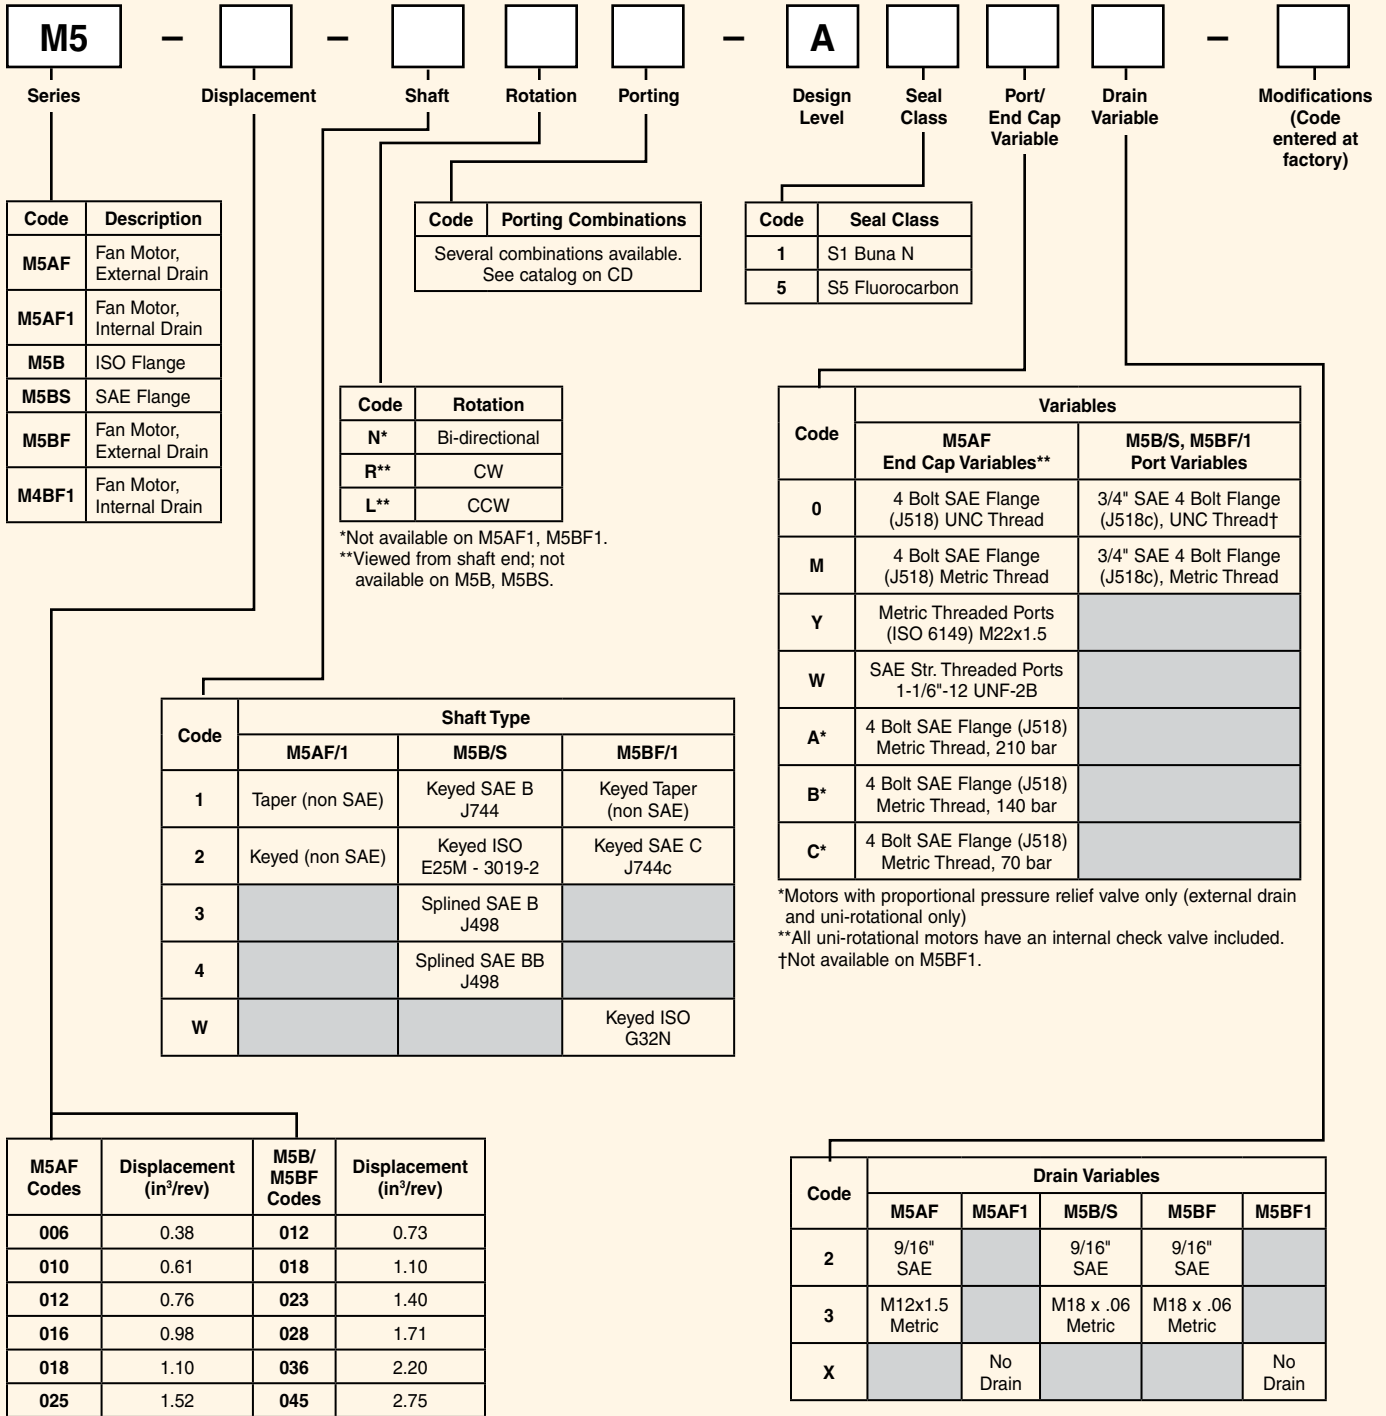 M5 – – – A –
Series Displacement Shaft Rotation Porting Design Level Seal Class Port/ End Cap Variable Drain Variable Modifications (Code entered at factory)
Code Description
M5AF Fan Motor, External Drain
M5AF1 Fan Motor, Internal Drain
M5B ISO Flange
M5BS SAE Flange
M5BF Fan Motor, External Drain
M4BF1 Fan Motor, Internal Drain
Code Porting Combinations
Several combinations available.
See catalog on CD
Code Seal Class
1 S1 Buna N
5 S5 Fluorocarbon
Code Rotation
N* Bi-directional
R** CW
L** CCW
*Not available on M5AF1, M5BF1.
**Viewed from shaft end; not
available on M5B, M5BS.
Code Variables
M5AF End Cap Variables** M5B/S, M5BF/1 Port Variables
0 4 Bolt SAE Flange (J518) UNC Thread 3/4" SAE 4 Bolt Flange (J518c), UNC Thread†
M 4 Bolt SAE Flange (J518) Metric Thread 3/4" SAE 4 Bolt Flange (J518c), Metric Thread
Y Metric Threaded Ports (ISO 6149) M22x1.5
W SAE Str. Threaded Ports 1-1/6"-12 UNF-2B
A* 4 Bolt SAE Flange (J518) Metric Thread, 210 bar
B* 4 Bolt SAE Flange (J518) Metric Thread, 140 bar
C* 4 Bolt SAE Flange (J518) Metric Thread, 70 bar
*Motors with proportional pressure relief valve only (external drain
and uni-rotational only)
**All uni-rotational motors have an internal check valve included.
†Not available on M5BF1.
Code Shaft Type
M5AF/1 M5B/S M5BF/1
1 Taper (non SAE) Keyed SAE B J744 Keyed Taper (non SAE)
2 Keyed (non SAE) Keyed ISO E25M - 3019-2 Keyed SAE C J744c
3 Splined SAE B J498
4 Splined SAE BB J498
W Keyed ISO G32N
M5AF Codes Displacement (in³/rev) M5B/ M5BF Codes Displacement (in³/rev)
006 0.38 012 0.73
010 0.61 018 1.10
012 0.76 023 1.40
016 0.98 028 1.71
018 1.10 036 2.20
025 1.52 045 2.75
Code Drain Variables
M5AF M5AF1 M5B/S M5BF M5BF1
2 9/16" SAE 9/16" SAE 9/16" SAE
3 M12x1.5 Metric M18 x .06 Metric M18 x .06 Metric
X No Drain No Drain